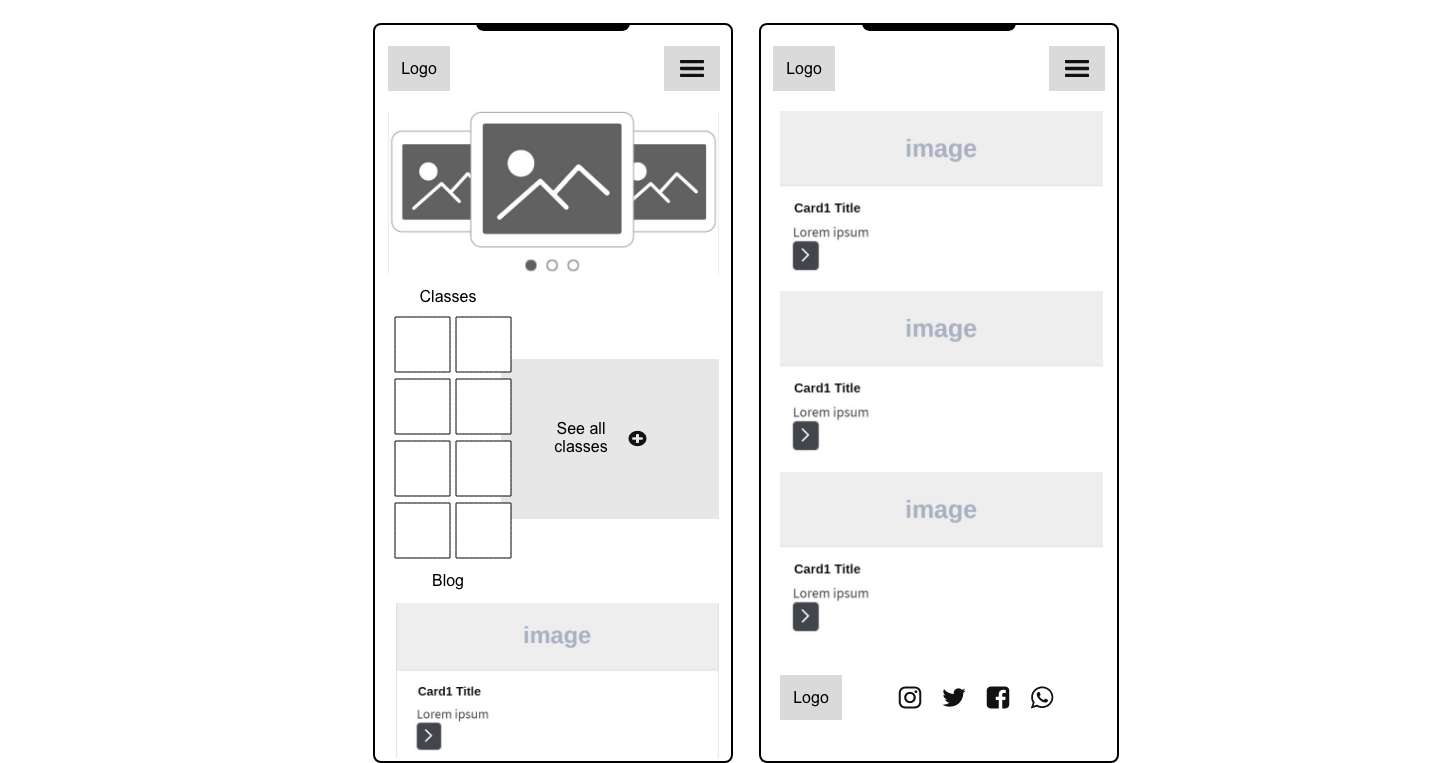 Logo
Classes
See all
classes
Blog
image
Card1 Title
Lorem ipsum
Logo
image
Card1 Title
Lorem ipsum
image
Card1 Title
Lorem ipsum
image
Card1 Title
Lorem ipsum
Logo